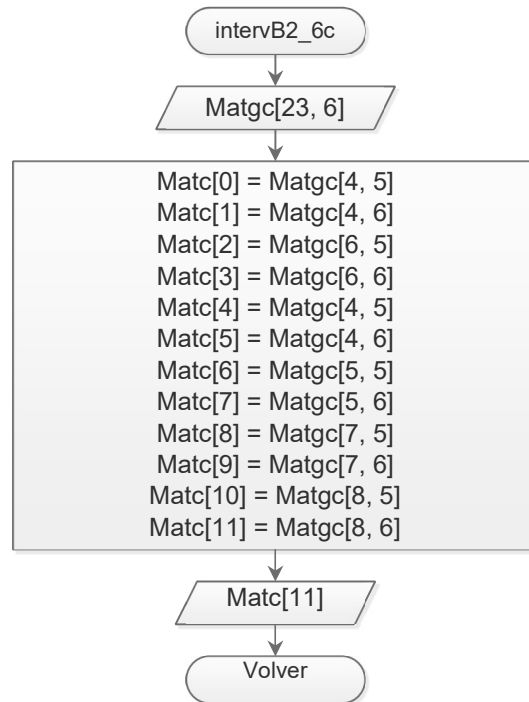 intervB2_6c
Matgc[23, 6]
Matc[0] = Matgc[4, 5]
Matc[1] = Matgc[4, 6]
Matc[2] = Matgc[6, 5]
Matc[3] = Matgc[6, 6]
Matc[4] = Matgc[4, 5]
Matc[5] = Matgc[4, 6]
Matc[6] = Matgc[5, 5]
Matc[7] = Matgc[5, 6]
Matc[8] = Matgc[7, 5]
Matc[9] = Matgc[7, 6]
Matc[10] = Matgc[8, 5]
Matc[11] = Matgc[8, 6]
Matc[11]
Volver